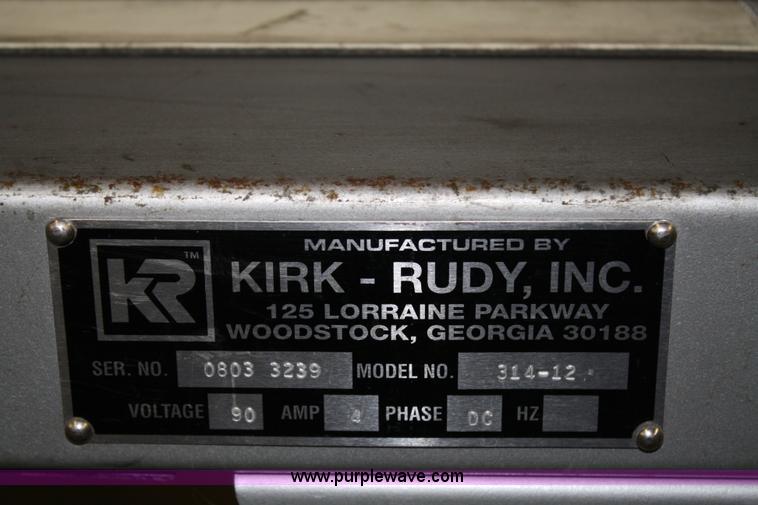 MANUFACTURED BY
KR™ KIRK - RUDY, INC.
125 LORRAINE PARKWAY
WOODSTOCK, GEORGIA 30188
SER. NO. 0803 3239 MODEL NO. 314-12
VOLTAGE 90 AMP 4 PHASE DC HZ
www.purplewave.com